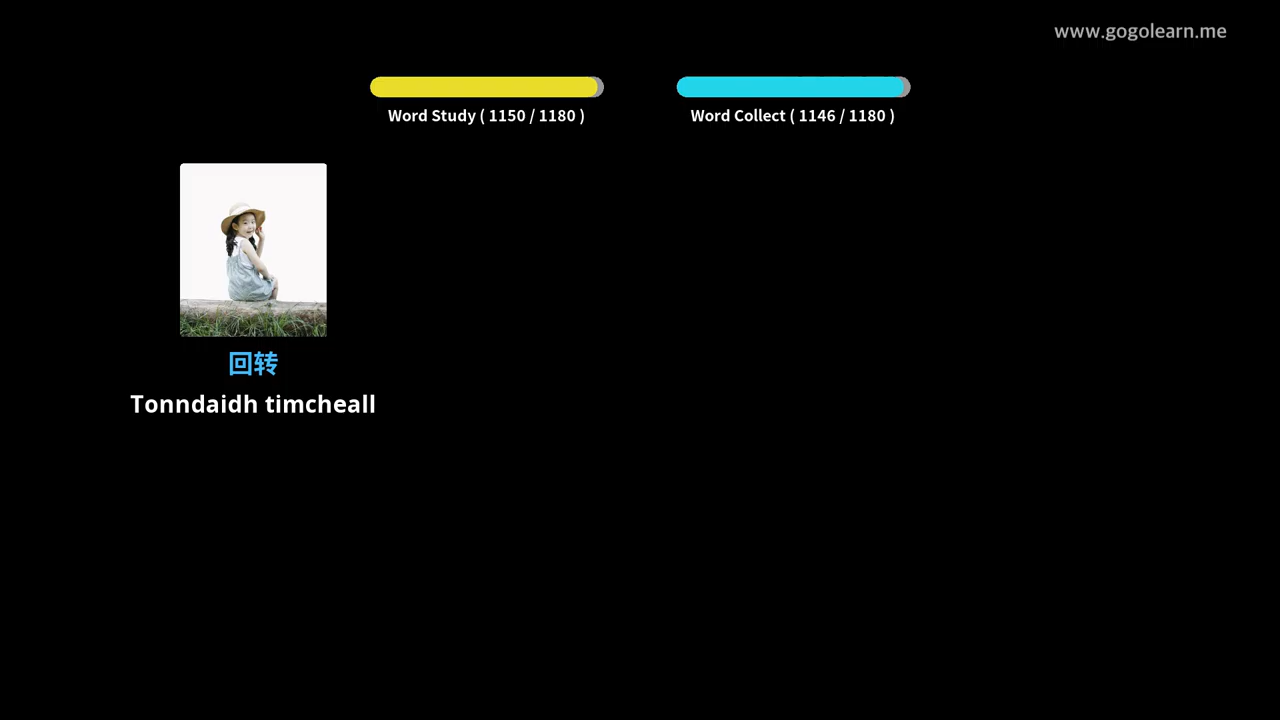 www.gogolearn.me
Word Study ( 1150 / 1180 )
Word Collect ( 1146 / 1180 )
回转
Tonndaidh timcheall